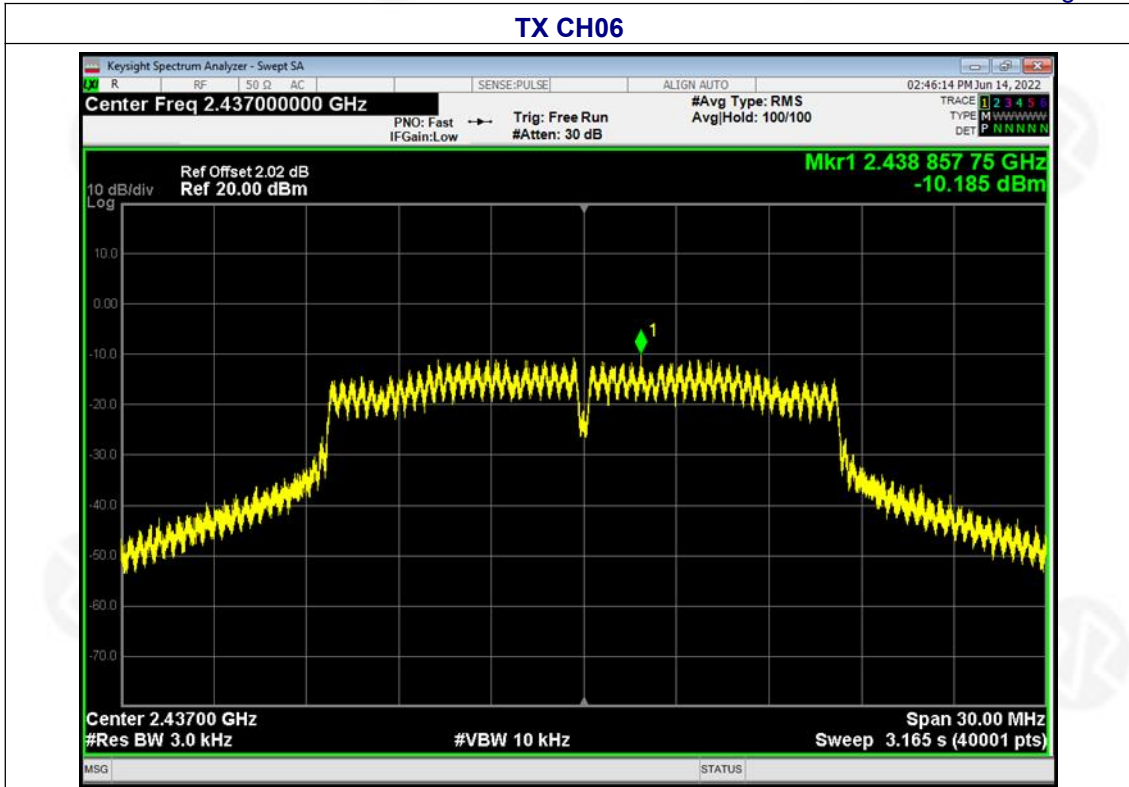 TX CH06
Keysight Spectrum Analyzer - Swept SA
LXI R RF 50 Ω AC SENSE:PULSE ALIGN AUTO 02:46:14 PM Jun 14, 2022
Center Freq 2.437000000 GHz
PNO: Fast
IFGain:Low
Trig: Free Run
#Atten: 30 dB
#Avg Type: RMS
Avg|Hold: 100/100
TRACE 1 2 3 4 5 6
TYPE M W W W W W
DET P N N N N N
Ref Offset 2.02 dB
Ref 20.00 dBm
10 dB/div
Log
Mkr1 2.438 857 75 GHz
-10.185 dBm
1
10.0
0.00
-10.0
-20.0
-30.0
-40.0
-50.0
-60.0
-70.0
Center 2.43700 GHz
Span 30.00 MHz
#Res BW 3.0 kHz
#VBW 10 kHz
Sweep 3.165 s (40001 pts)
MSG
STATUS